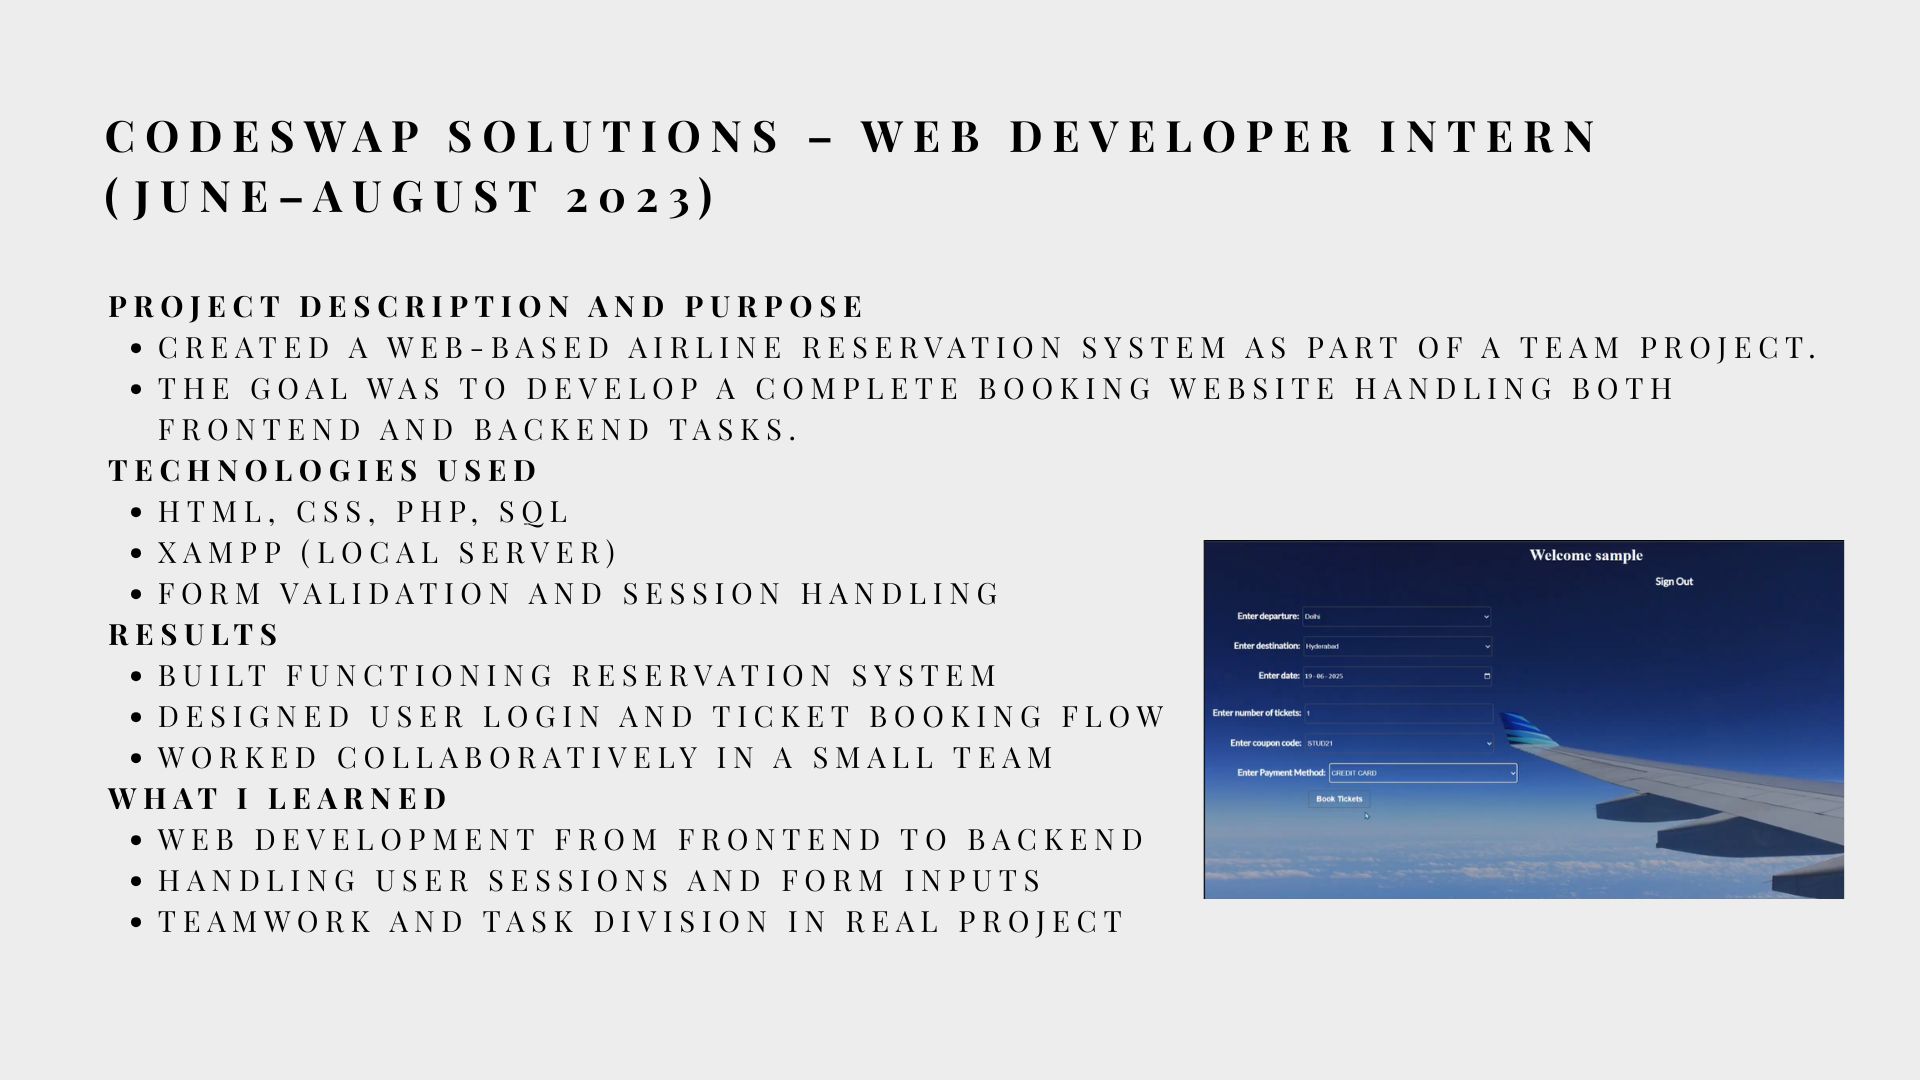 CODESWAP SOLUTIONS – WEB DEVELOPER INTERN
(JUNE–AUGUST 2023)
PROJECT DESCRIPTION AND PURPOSE
• CREATED A WEB-BASED AIRLINE RESERVATION SYSTEM AS PART OF A TEAM PROJECT.
• THE GOAL WAS TO DEVELOP A COMPLETE BOOKING WEBSITE HANDLING BOTH
FRONTEND AND BACKEND TASKS.
TECHNOLOGIES USED
• HTML, CSS, PHP, SQL
• XAMPP (LOCAL SERVER)
• FORM VALIDATION AND SESSION HANDLING
RESULTS
• BUILT FUNCTIONING RESERVATION SYSTEM
• DESIGNED USER LOGIN AND TICKET BOOKING FLOW
• WORKED COLLABORATIVELY IN A SMALL TEAM
WHAT I LEARNED
• WEB DEVELOPMENT FROM FRONTEND TO BACKEND
• HANDLING USER SESSIONS AND FORM INPUTS
• TEAMWORK AND TASK DIVISION IN REAL PROJECT
Welcome sample
Sign Out
Enter departure: Delhi
Enter destination: Hyderabad
Enter date: 19-06-2025
Enter number of tickets: 1
Enter coupon code: STUD21
Enter Payment Method: CREDIT CARD
Book Tickets